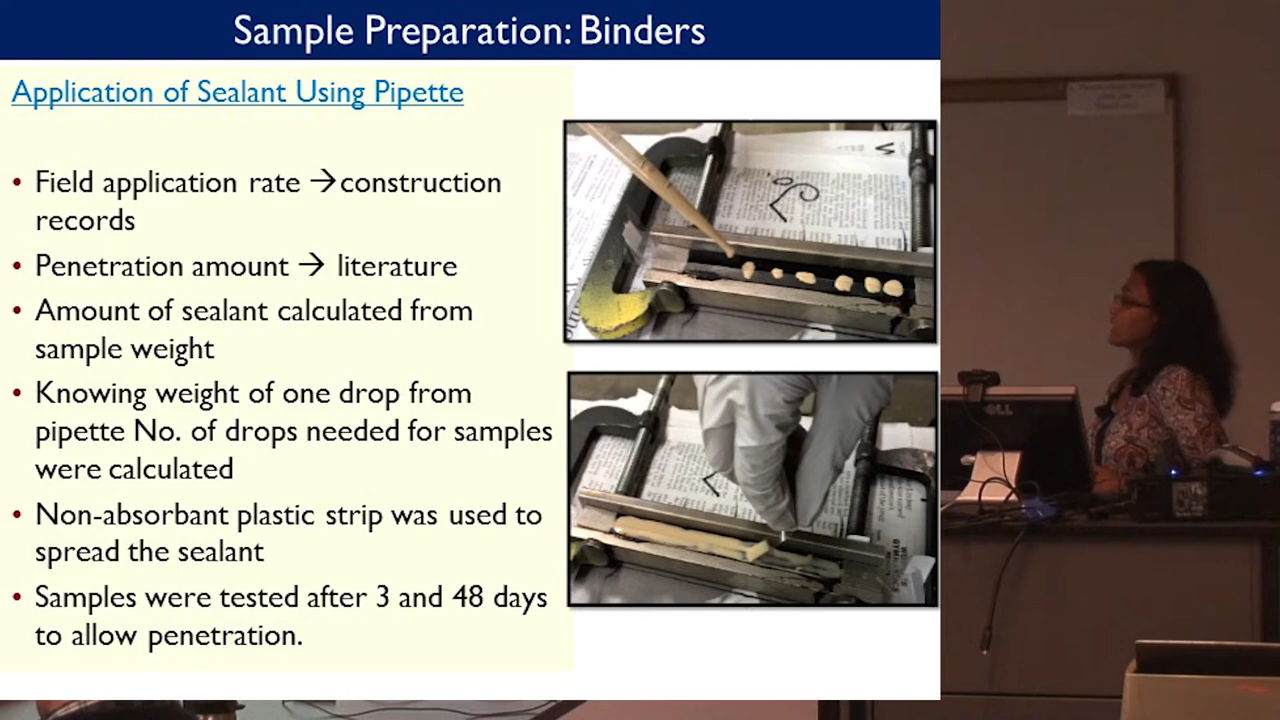 Sample Preparation: Binders
Application of Sealant Using Pipette
• Field application rate →construction
records
• Penetration amount → literature
• Amount of sealant calculated from
sample weight
• Knowing weight of one drop from
pipette No. of drops needed for samples
were calculated
• Non-absorbant plastic strip was used to
spread the sealant
• Samples were tested after 3 and 48 days
to allow penetration.
DELL